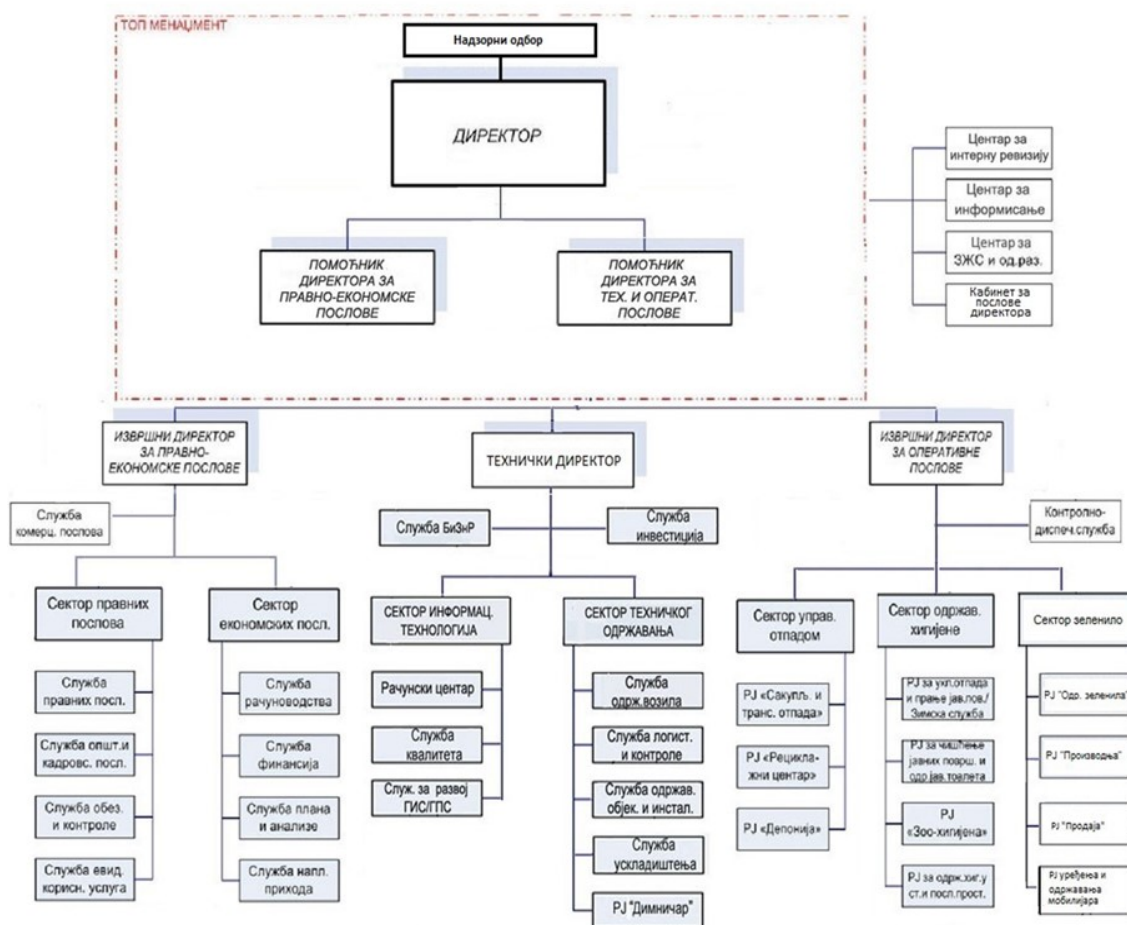 ТОП МЕНАЏМЕНТ
Надзорни одбор
ДИРЕКТОР
ПОМОЋНИК
ДИРЕКТОРА ЗА
ПРАВНО-ЕКОНОМСКЕ
ПОСЛОВЕ
ПОМОЋНИК
ДИРЕКТОРА ЗА
ТЕХ. И ОПЕРАТ.
ПОСЛОВЕ
Центар за
интерну ревизију
Центар за
информисање
Центар за
ЗЖС и од.раз.
Кабинет за
послове
директора
ИЗВРШНИ ДИРЕКТОР
ЗА ПРАВНО-
ЕКОНОМСКЕ ПОСЛОВЕ
ТЕХНИЧКИ ДИРЕКТОР
ИЗВРШНИ ДИРЕКТОР
ЗА ОПЕРАТИВНЕ
ПОСЛОВЕ
Служба
комерц. послова
Служба БиЗнР
Служба
инвестиција
Контролно-
диспеч.служба
Сектор правних
послова
Служба
правних посл.
Служба општ.и
кадровс. посл.
Служба обез.
и контроле
Служба евид.
корисн. услуга
Сектор
економских посл.
Служба
рачуноводства
Служба
финансија
Служба плана
и анализе
Служба напл.
прихода
СЕКТОР ИНФОРМАЦ.
ТЕХНОЛОГИЈА
Рачунски центар
Служба
квалитета
Служ. за развој
ГИС/ГПС
СЕКТОР ТЕХНИЧКОГ
ОДРЖАВАЊА
Служба
одрж.возила
Служба логист.
и контроле
Служба одржав.
објек. и инстал.
Служба
ускладиштења
РЈ "Димничар"
Сектор управ.
отпадом
РЈ «Сакупљ. и
транс. отпада»
РЈ «Рецикла-
жни центар»
РЈ «Депонија»
Сектор одржав.
хигијене
РЈ за укл.отпада
и прање јав.пов./
Зимска служба
РЈ за чишћење
јавних површ. и
одр јав.тоалета
РЈ
«Зоо-хигијена»
РЈ за одрж.хиг.у
ст.и посл.прост.
Сектор зеленило
РЈ "Одр. зеленила"
РЈ "Производња"
РЈ "Продаја"
РЈ уређења и
одржавања
мобилијара